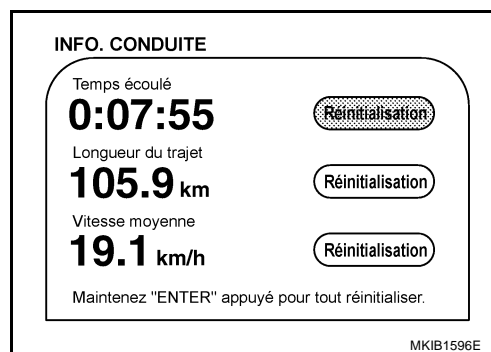 INFO. CONDUITE
Temps écoulé
0:07:55 Réinitialisation
Longueur du trajet
105.9 km Réinitialisation
Vitesse moyenne
19.1 km/h Réinitialisation
Maintenez "ENTER" appuyé pour tout réinitialiser.
MKIB1596E